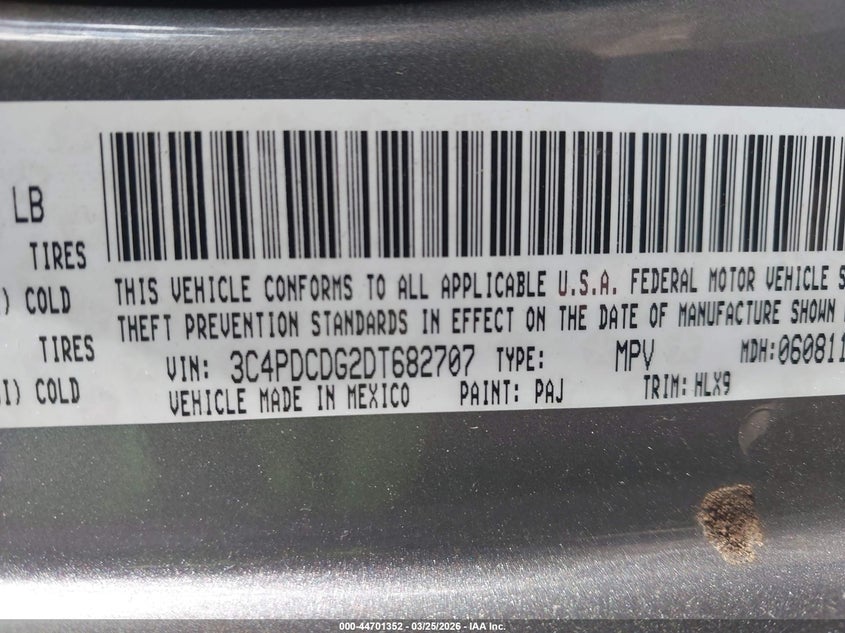 LB
TIRES
) COLD
TIRES
I) COLD
THIS VEHICLE CONFORMS TO ALL APPLICABLE U.S.A. FEDERAL MOTOR VEHICLE S
THEFT PREVENTION STANDARDS IN EFFECT ON THE DATE OF MANUFACTURE SHOWN
VIN: 3C4PDCDG2DT682707 TYPE: MPV MDH:060811
VEHICLE MADE IN MEXICO PAINT: PAJ TRIM: HLX9
000-44701352 | 03/25/2026 | IAA Inc.